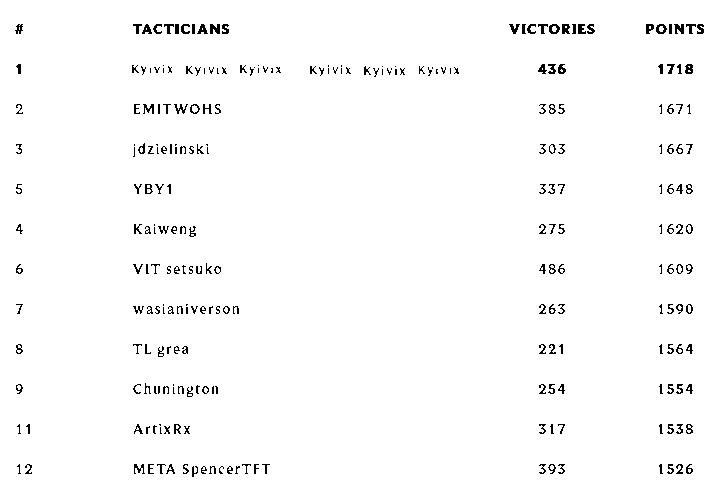 # TACTICIANS VICTORIES POINTS
1 Kyivix Kyivix Kyivix Kyivix Kyivix Kyivix 436 1718
2 EMITWOHS 385 1671
3 jdzielinski 303 1667
5 YBY1 337 1648
4 Kaiweng 275 1620
6 VIT setsuko 486 1609
7 wasianiverson 263 1590
8 TL grea 221 1564
9 Chunington 254 1554
11 ArtixRx 317 1538
12 META SpencerTFT 393 1526